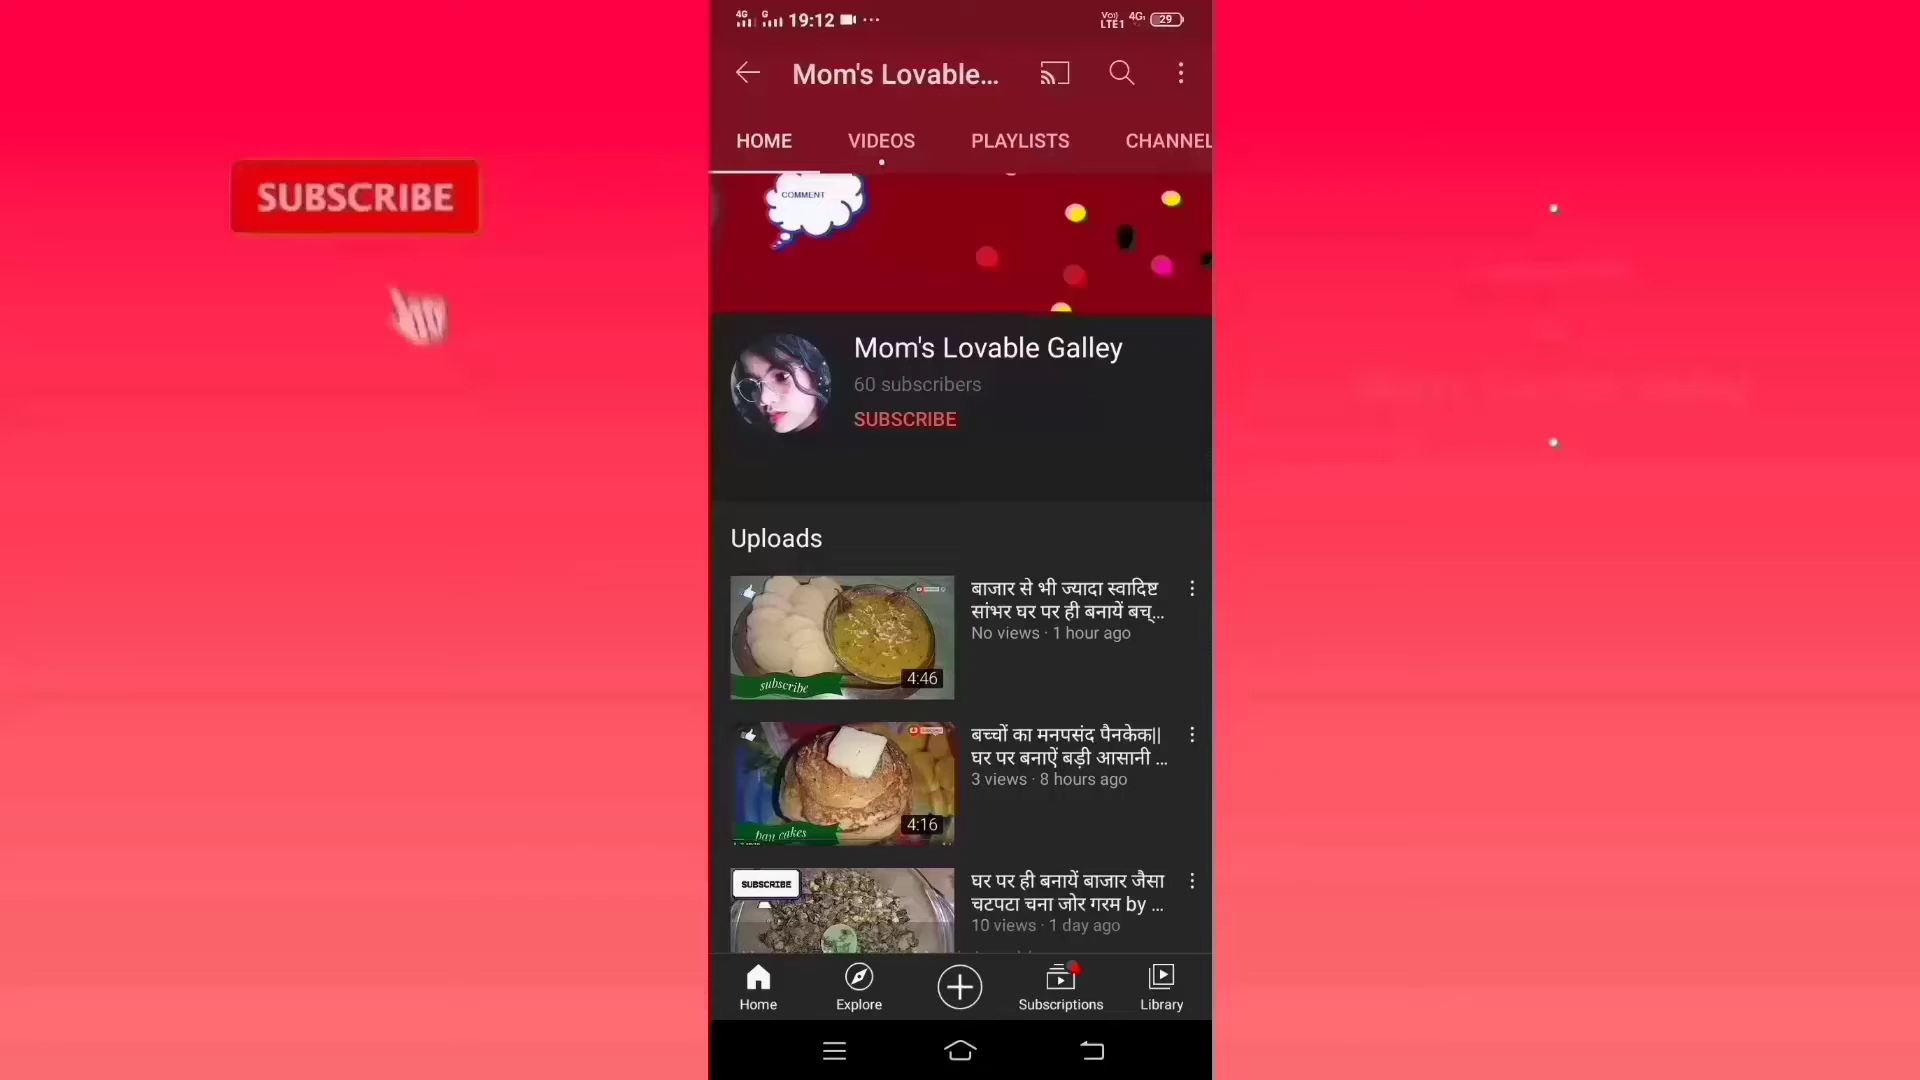 19:12
VoLTE1 4G 29
Mom's Lovable...
HOME VIDEOS PLAYLISTS CHANNEL
SUBSCRIBE
COMMENT
Mom's Lovable Galley
60 subscribers
SUBSCRIBE
Uploads
बाजार से भी ज्यादा स्वादिष्ट
सांभर घर पर ही बनायें बच्...
No views · 1 hour ago
subscribe
4:46
बच्चों का मनपसंद पैनकेक||
घर पर बनाऐं बड़ी आसानी ...
3 views · 8 hours ago
pan cakes
4:16
SUBSCRIBE
घर पर ही बनायें बाजार जैसा
चटपटा चना जोर गरम by ...
10 views · 1 day ago
Home Explore Subscriptions Library